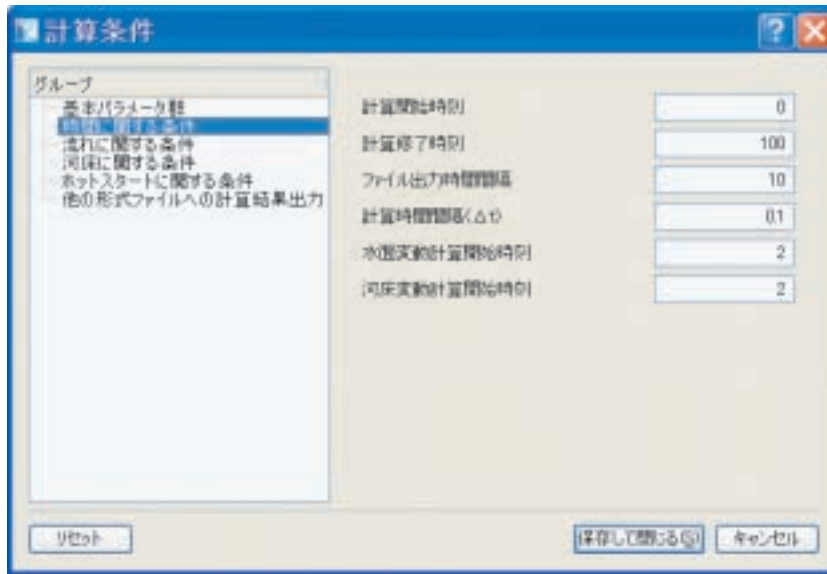 計算条件
グループ
基本パラメータ群
時間に関する条件
流れに関する条件
河床に関する条件
ホットスタートに関する条件
他の形式ファイルへの計算結果出力
計算開始時刻 0
計算修了時刻 100
ファイル出力時間間隔 10
計算時間間隔(Δt) 0.1
水面変動計算開始時刻 2
河床変動計算開始時刻 2
リセット
保存して閉じる(S) キャンセル